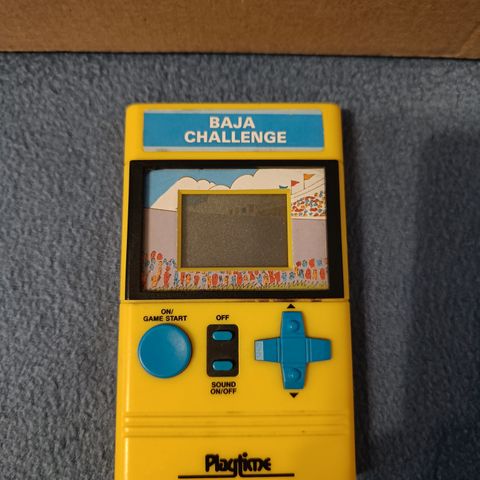 BAJA
CHALLENGE
ON/
GAME START
OFF
SOUND
ON/OFF
Playtime